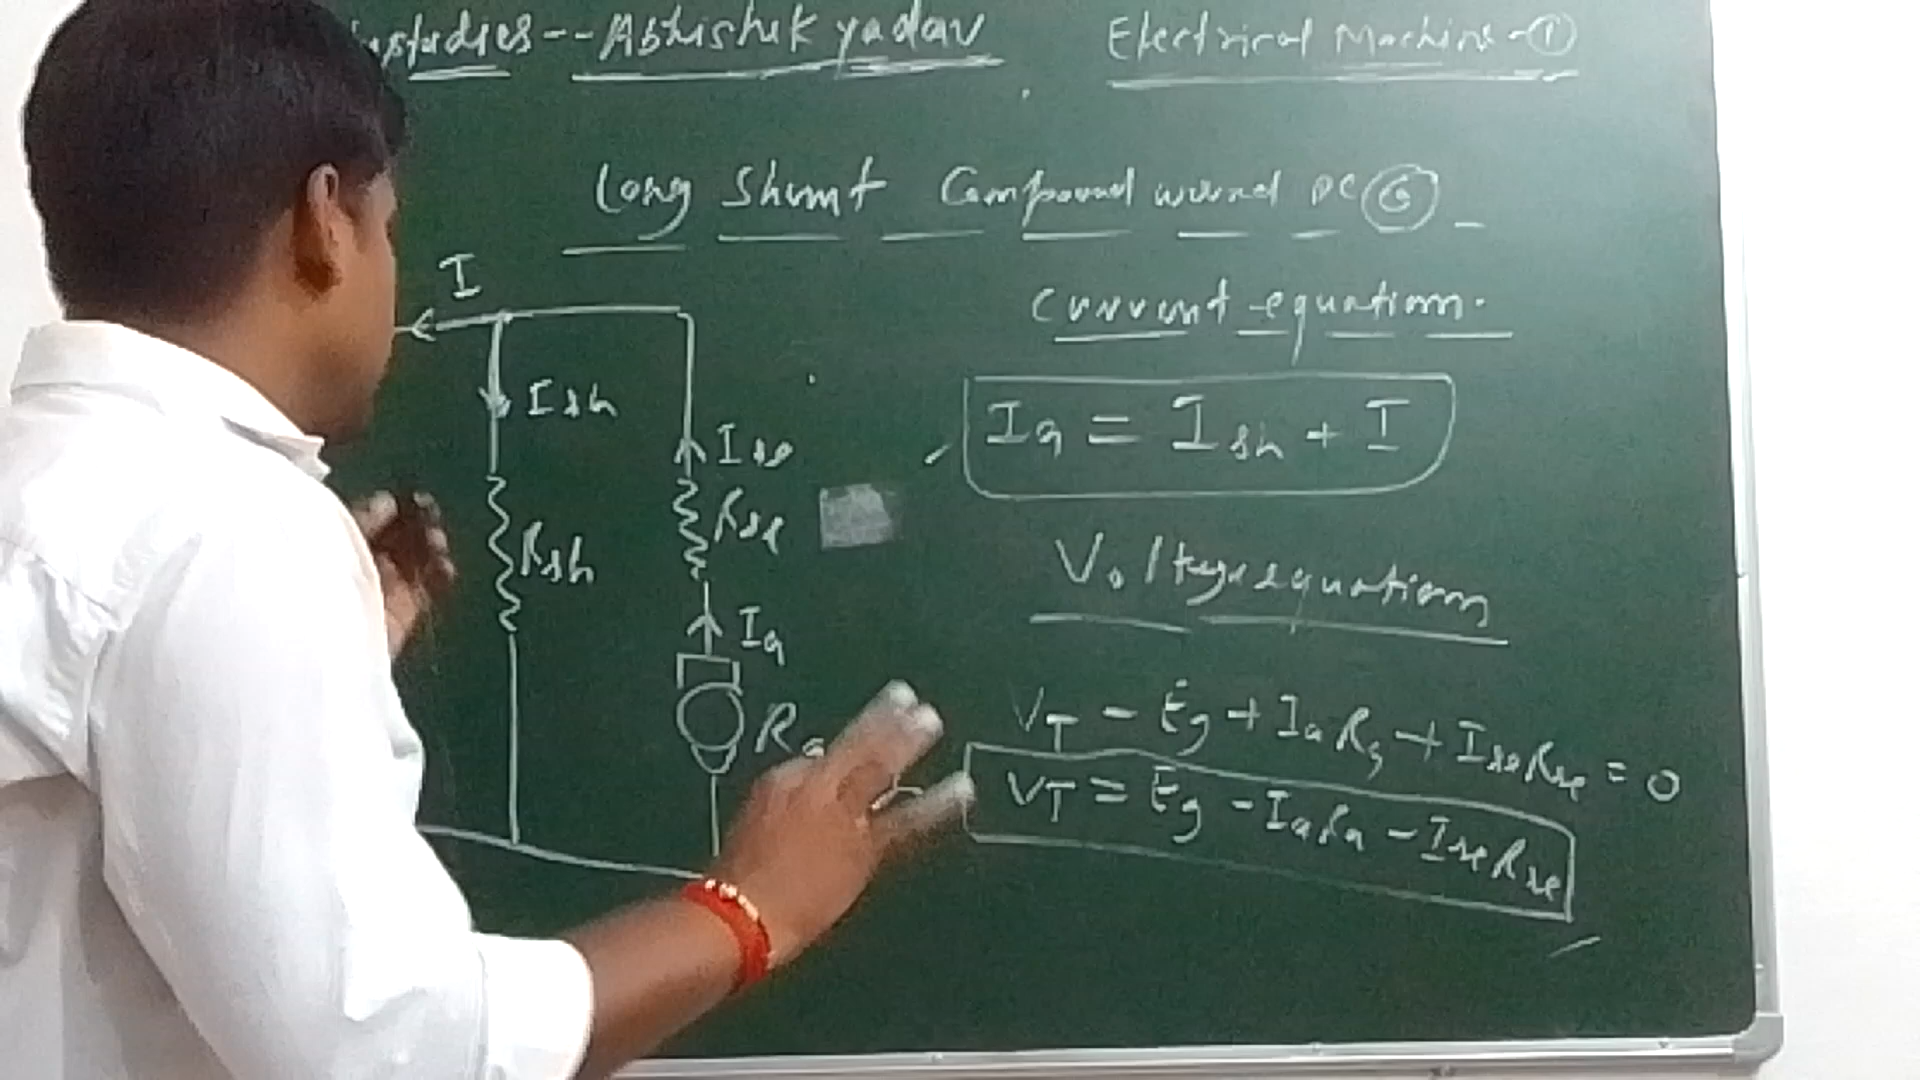 studies -- Abhishek yadav
Electrical Machine - ①
Long Shunt Compound wound DC G
I
Current equation.
Ish
Ia = Ish + I
Ise
Rse
Rsh
Voltage equation
Ia
Ra
VT - Eg + IaRa + IseRse = 0
VT = Eg - IaRa - IseRse